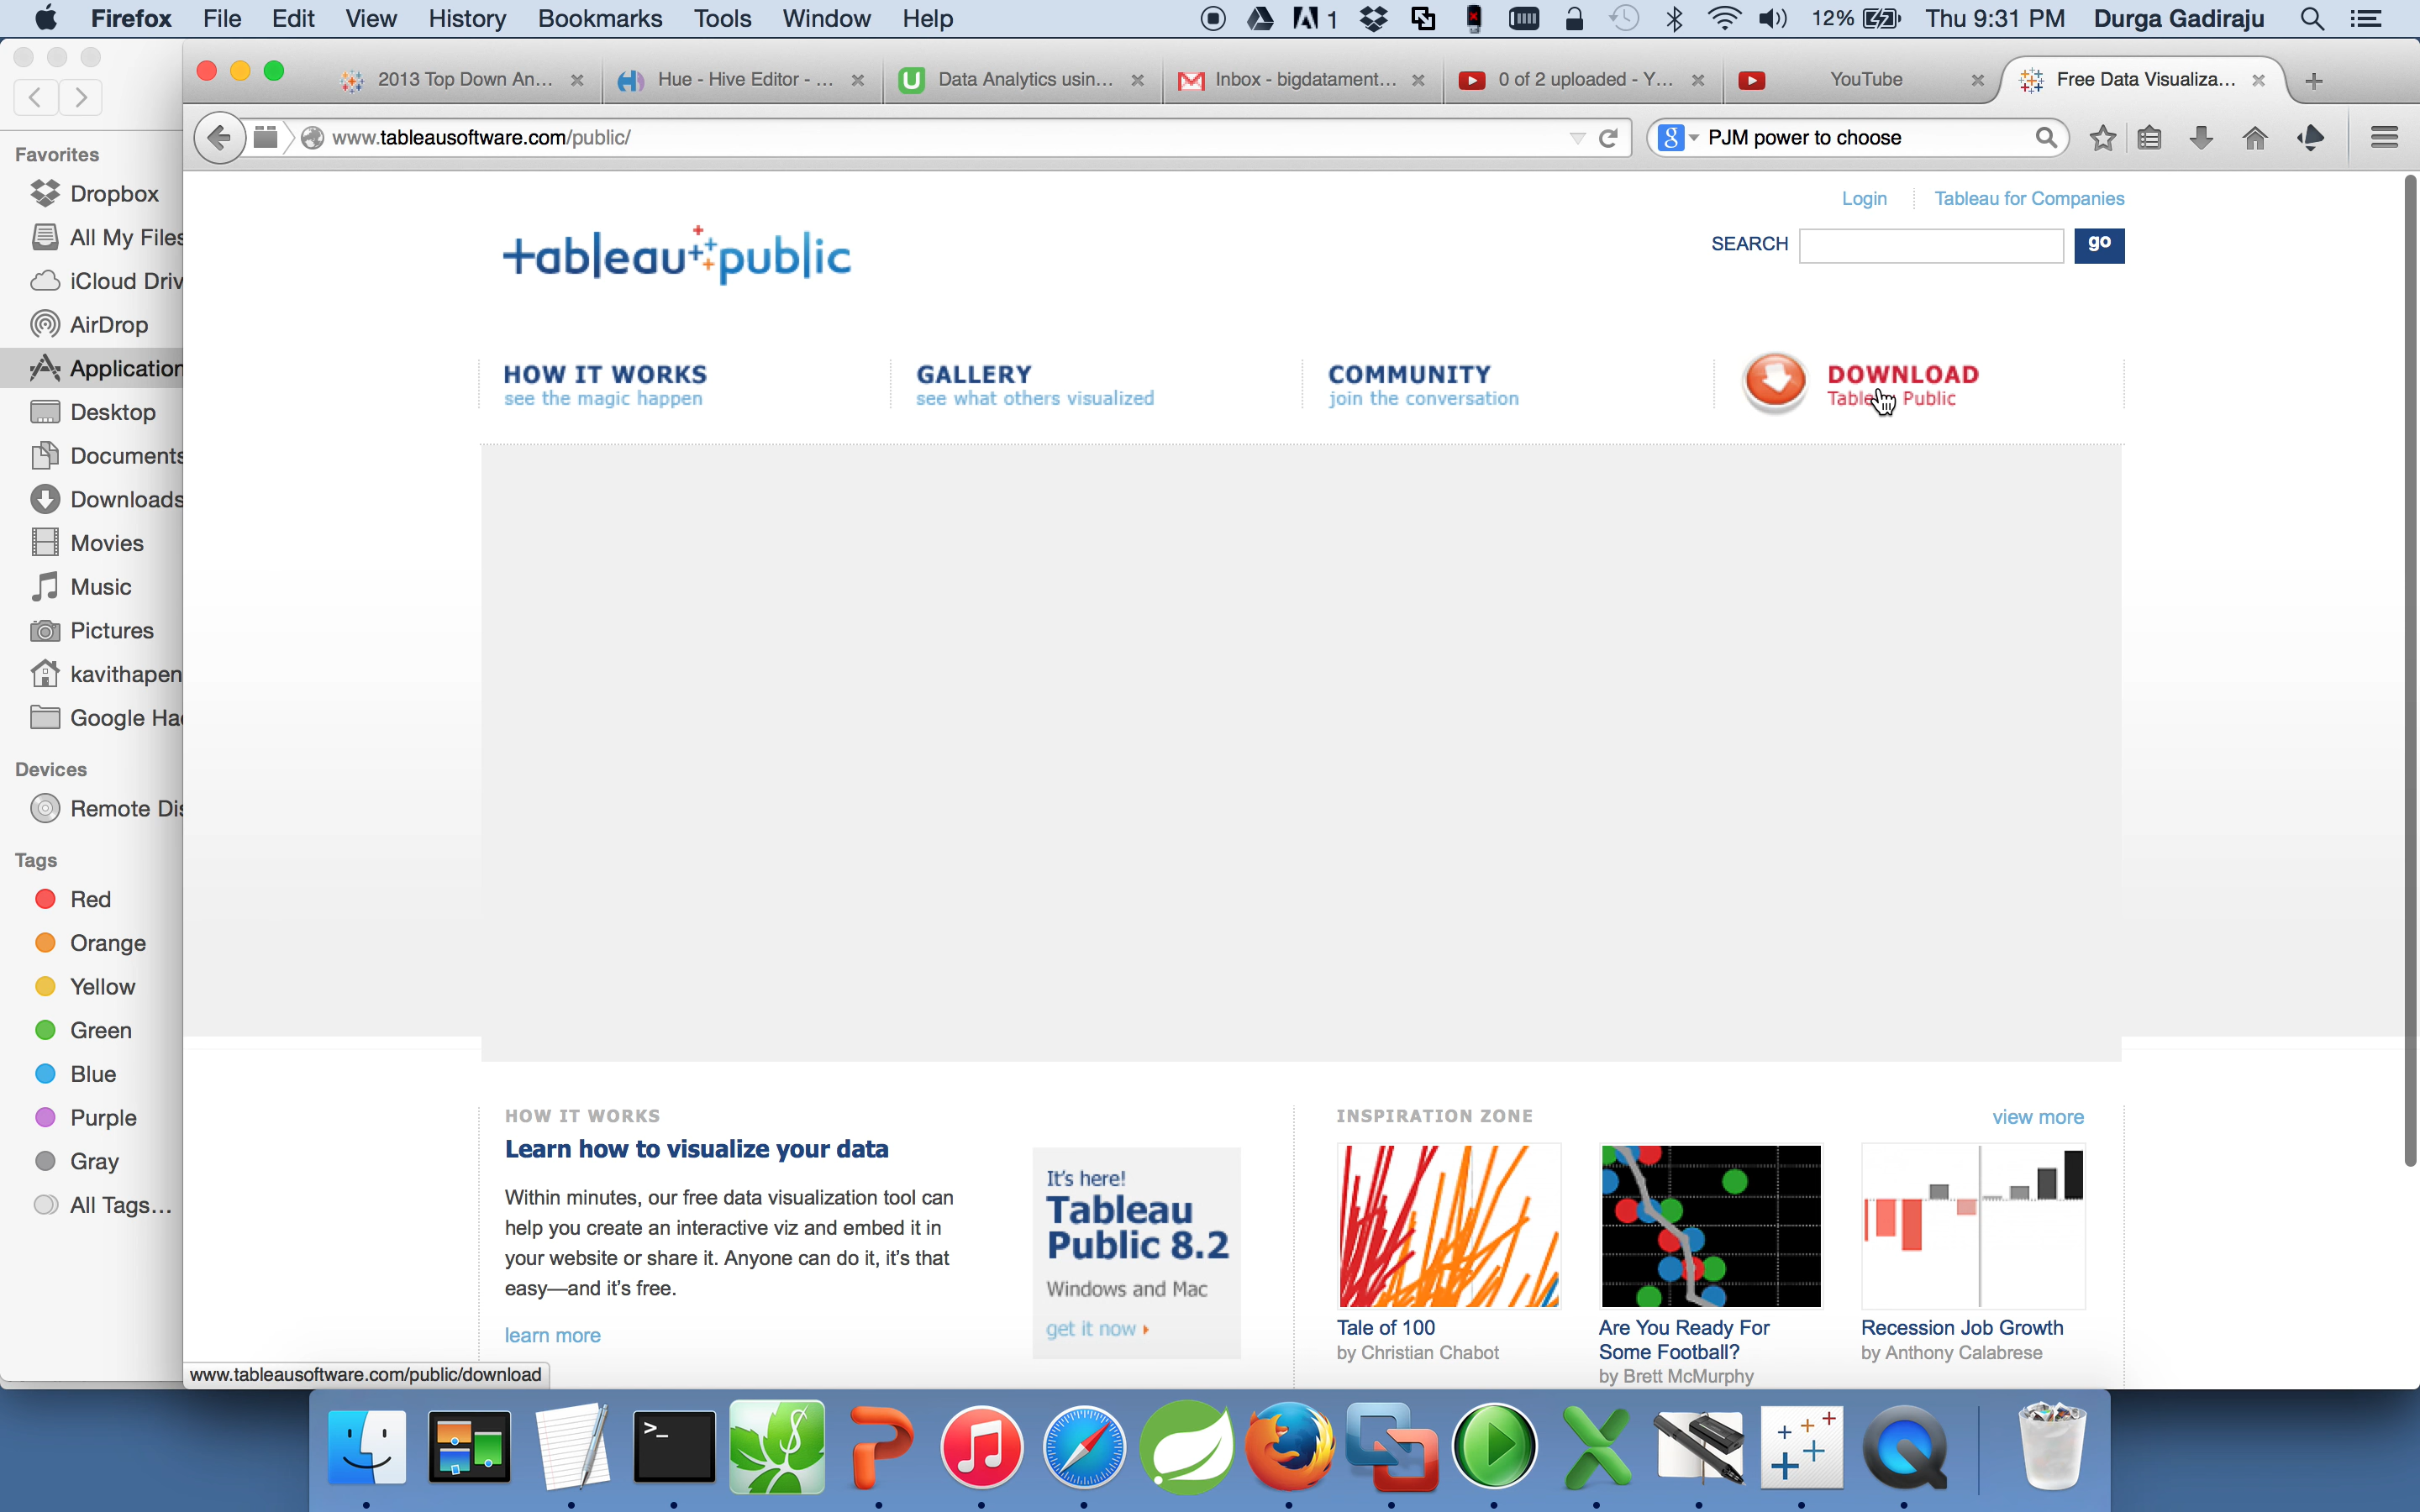 Firefox File Edit View History Bookmarks Tools Window Help 1 12% Thu 9:31 PM Durga Gadiraju
2013 Top Down An... Hue - Hive Editor - ... Data Analytics usin... Inbox - bigdatament... 0 of 2 uploaded - Y... YouTube Free Data Visualiza...
www.tableausoftware.com/public/ PJM power to choose
Favorites
Dropbox
All My Files
iCloud Driv
AirDrop
Application
Desktop
Documents
Downloads
Movies
Music
Pictures
kavithapen
Google Ha
Devices
Remote Dis
Tags
Red
Orange
Yellow
Green
Blue
Purple
Gray
All Tags...
Login Tableau for Companies
tableau public
SEARCH go
HOW IT WORKS
see the magic happen
GALLERY
see what others visualized
COMMUNITY
join the conversation
DOWNLOAD
Public
HOW IT WORKS
Learn how to visualize your data
Within minutes, our free data visualization tool can
help you create an interactive viz and embed it in
your website or share it. Anyone can do it, it's that
easy—and it's free.
learn more
It's here!
Tableau
Public 8.2
Windows and Mac
get it now
INSPIRATION ZONE view more
Tale of 100
by Christian Chabot
Are You Ready For
Some Football?
by Brett McMurphy
Recession Job Growth
by Anthony Calabrese
www.tableausoftware.com/public/download